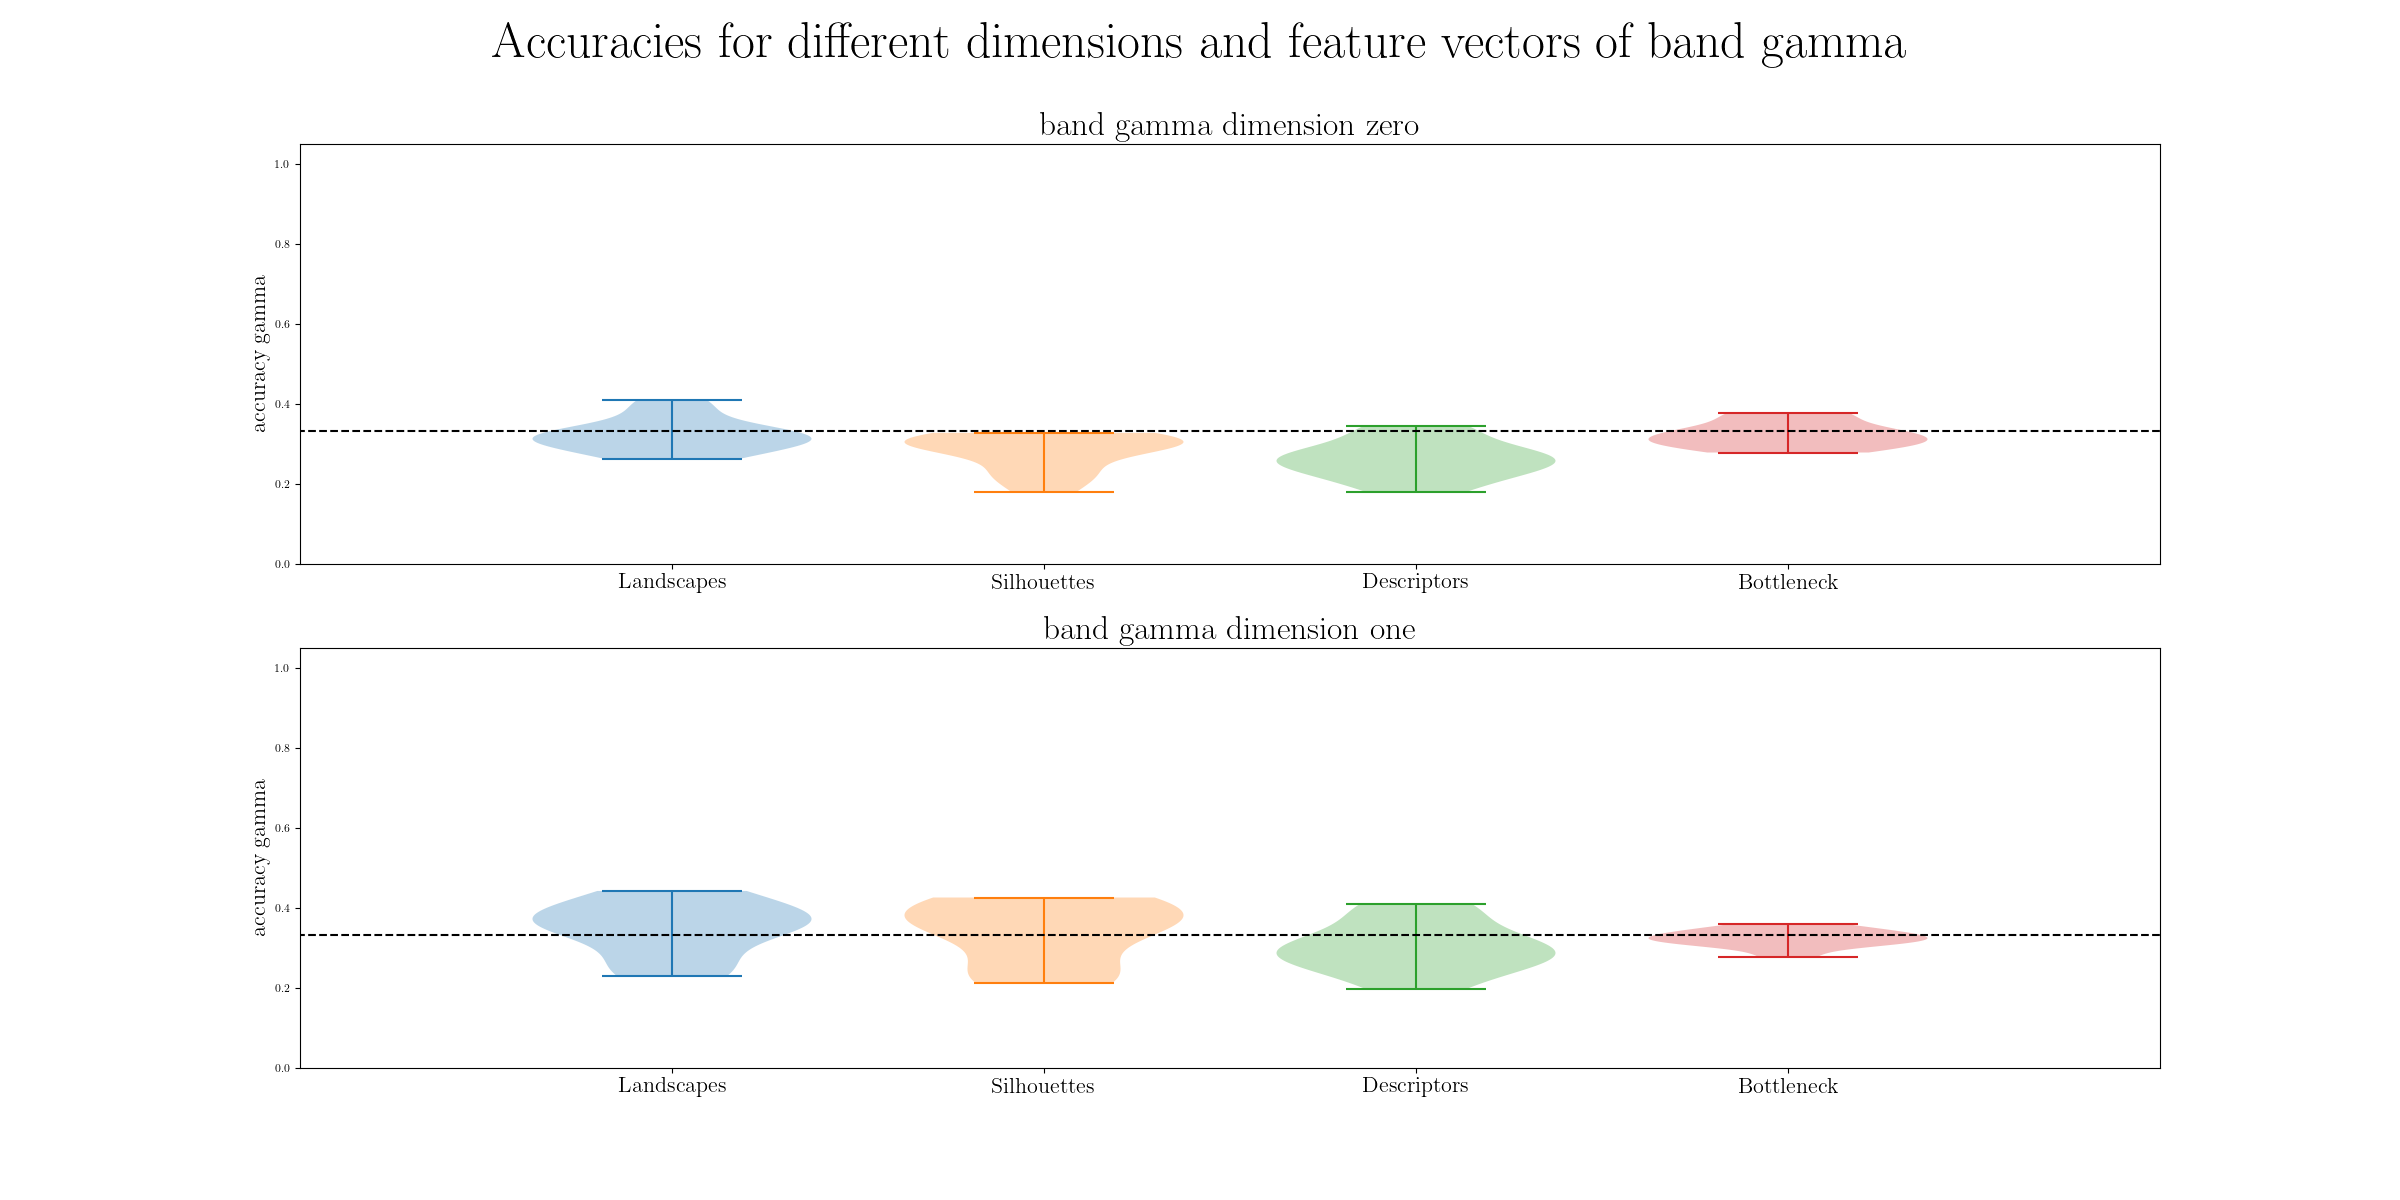 Accuracies for different dimensions and feature vectors of band gamma
band gamma dimension zero
1.0
0.8
0.6
0.4
0.2
0.0
accuracy gamma
Landscapes Silhouettes Descriptors Bottleneck
band gamma dimension one
1.0
0.8
0.6
0.4
0.2
0.0
accuracy gamma
Landscapes Silhouettes Descriptors Bottleneck